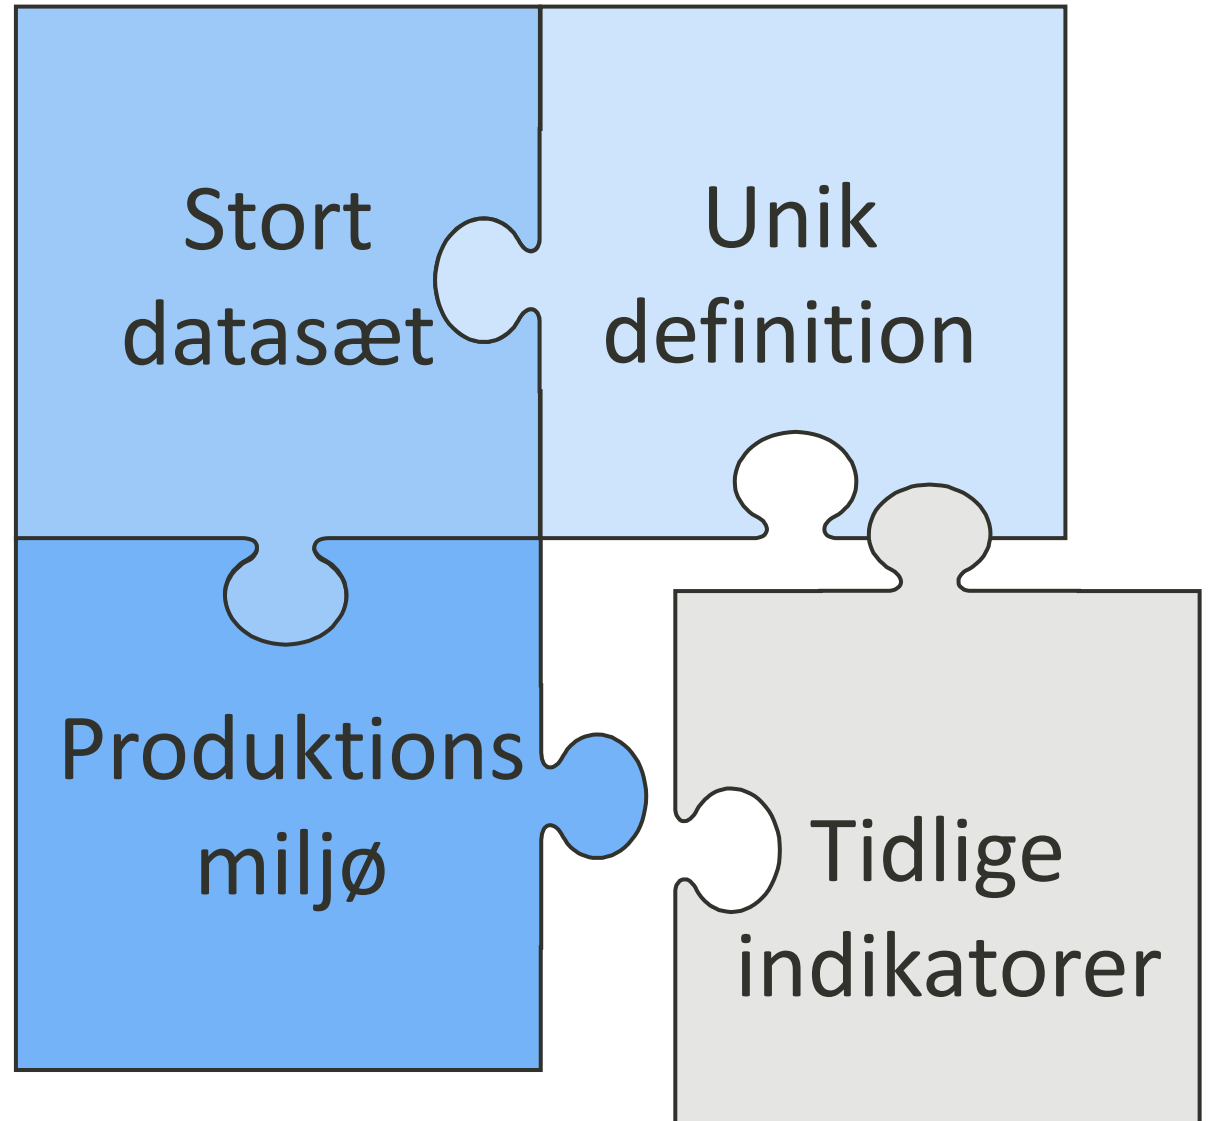 Stort
datasæt
Unik
definition
Produktions
miljø
Tidlige
indikatorer